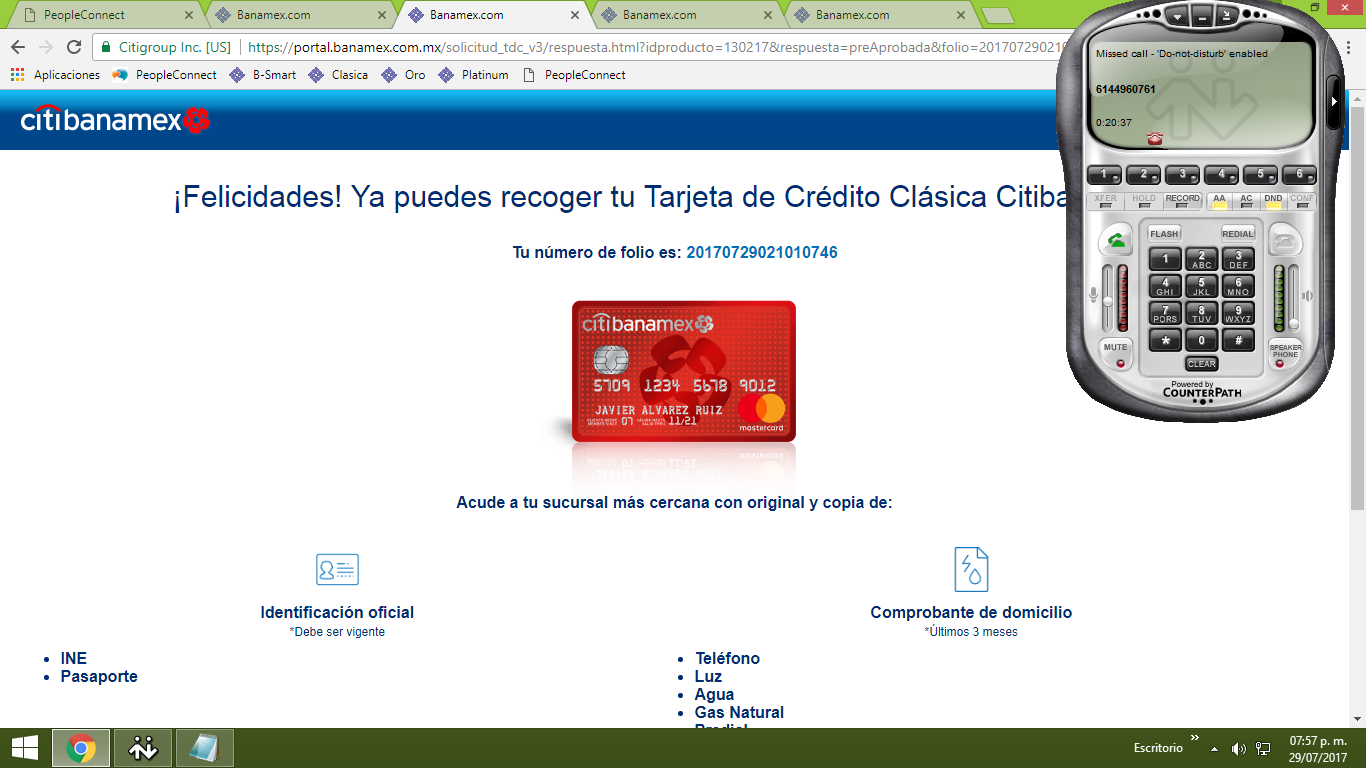 PeopleConnect
Banamex.com
Banamex.com
Banamex.com
Banamex.com
Citigroup Inc. [US]
https://portal.banamex.com.mx/solicitud_tdc_v3/respuesta.html?idproducto=130217&respuesta=preAprobada&folio=201707290210
Aplicaciones
PeopleConnect
B-Smart
Clasica
Oro
Platinum
PeopleConnect
citibanamex
¡Felicidades! Ya puedes recoger tu Tarjeta de Crédito Clásica Citiba
Tu número de folio es: 20170729021010746
citibanamex
5709 1234 5678 9012
JAVIER ALVAREZ RUIZ
07
11/21
mastercard
Acude a tu sucursal más cercana con original y copia de:
Identificación oficial
*Debe ser vigente
• INE
• Pasaporte
Comprobante de domicilio
*Últimos 3 meses
• Teléfono
• Luz
• Agua
• Gas Natural
Predial
Missed call - 'Do-not-disturb' enabled
6144960761
0:20:37
1 2 3 4 5 6
XFER HOLD RECORD AA AC DND CONF
FLASH REDIAL
1 2 ABC 3 DEF
4 GHI 5 JKL 6 MNO
7 PQRS 8 TUV 9 WXYZ
* 0 #
MUTE
SPEAKER PHONE
CLEAR
Powered by
COUNTERPATH
Escritorio
07:57 p. m.
29/07/2017